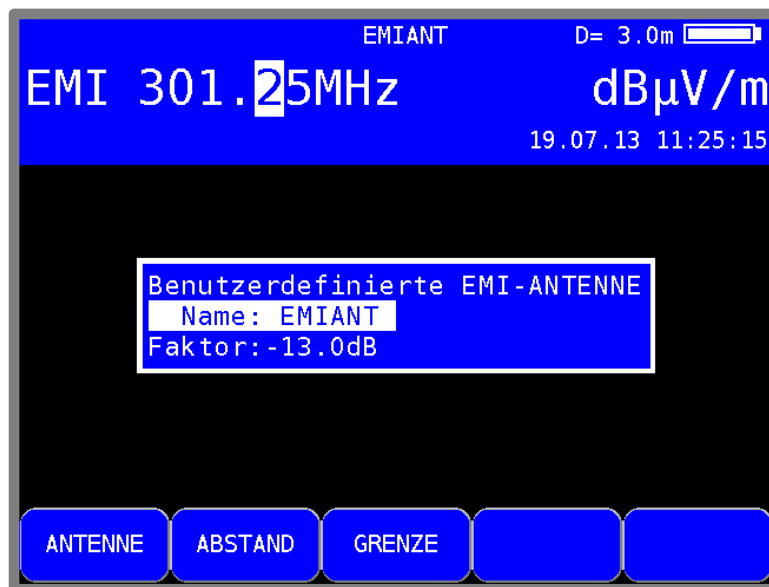 EMIANT D= 3.0m
EMI 301.25MHz dBµV/m
19.07.13 11:25:15
Benutzerdefinierte EMI-ANTENNE
Name: EMIANT
Faktor:-13.0dB
ANTENNE ABSTAND GRENZE